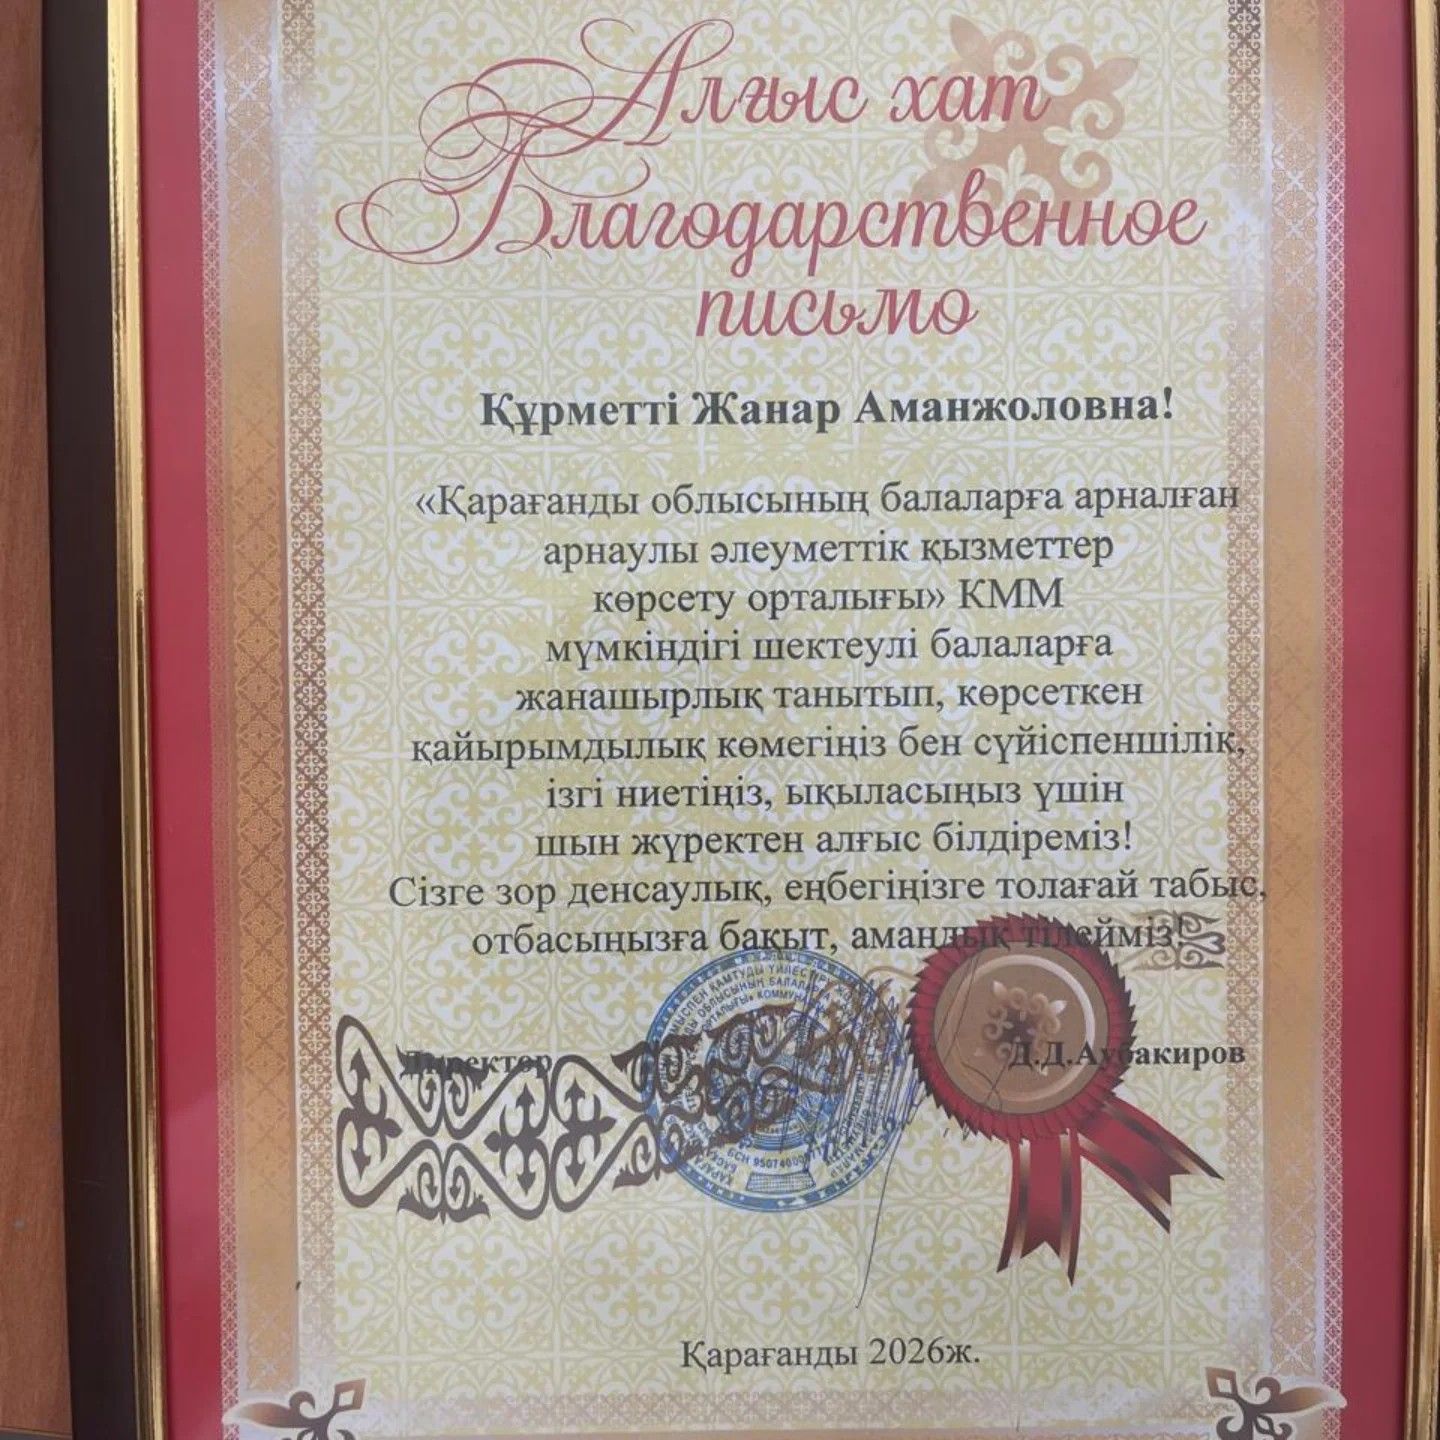 Алғыс хат
Благодарственное
письмо
Құрметті Жанар Аманжоловна!
«Қарағанды облысының балаларға арналған
арнаулы әлеуметтік қызметтер
көрсету орталығы» КММ
мүмкіндігі шектеулі балаларға
жанашырлық танытып, көрсеткен
қайырымдылық көмегіңіз бен сүйіспеншілік,
ізгі ниетіңіз, ықыласыңыз үшін
шын жүректен алғыс білдіреміз!
Сізге зор денсаулық, еңбегіңізге толағай табыс,
отбасыңызға бақыт, амандық тілейміз!
Директор
Д.Д.Аубакиров
Қарағанды 2026ж.